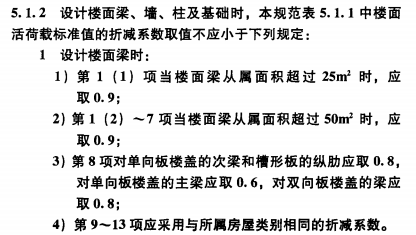 5.1.2 设计楼面梁、墙、柱及基础时，本规范表 5.1.1 中楼面
活荷载标准值的折减系数取值不应小于下列规定：
1 设计楼面梁时：
1）第 1（1）项当楼面梁从属面积超过 25m² 时，应
取 0.9；
2）第 1（2）～7 项当楼面梁从属面积超过 50m² 时，应
取 0.9；
3）第 8 项对单向板楼盖的次梁和槽形板的纵肋应取 0.8，
对单向板楼盖的主梁应取 0.6，对双向板楼盖的梁应
取 0.8；
4）第 9～13 项应采用与所属房屋类别相同的折减系数。